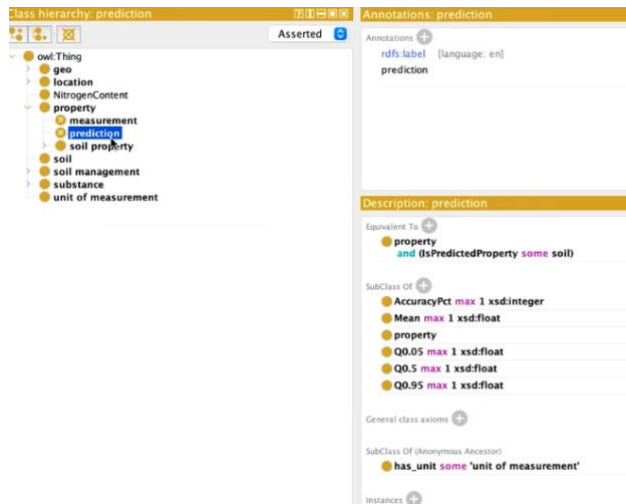 Class hierarchy: prediction
Asserted
owl:Thing
geo
location
NitrogenContent
property
measurement
prediction
soil property
soil
soil management
substance
unit of measurement
Annotations: prediction
Annotations
rdfs:label [language: en]
prediction
Description: prediction
Equivalent To
property
and (IsPredictedProperty some soil)
SubClass Of
AccuracyPct max 1 xsd:integer
Mean max 1 xsd:float
property
Q0.05 max 1 xsd:float
Q0.5 max 1 xsd:float
Q0.95 max 1 xsd:float
General class axioms
SubClass Of (Anonymous Ancestor)
has_unit some 'unit of measurement'
Instances